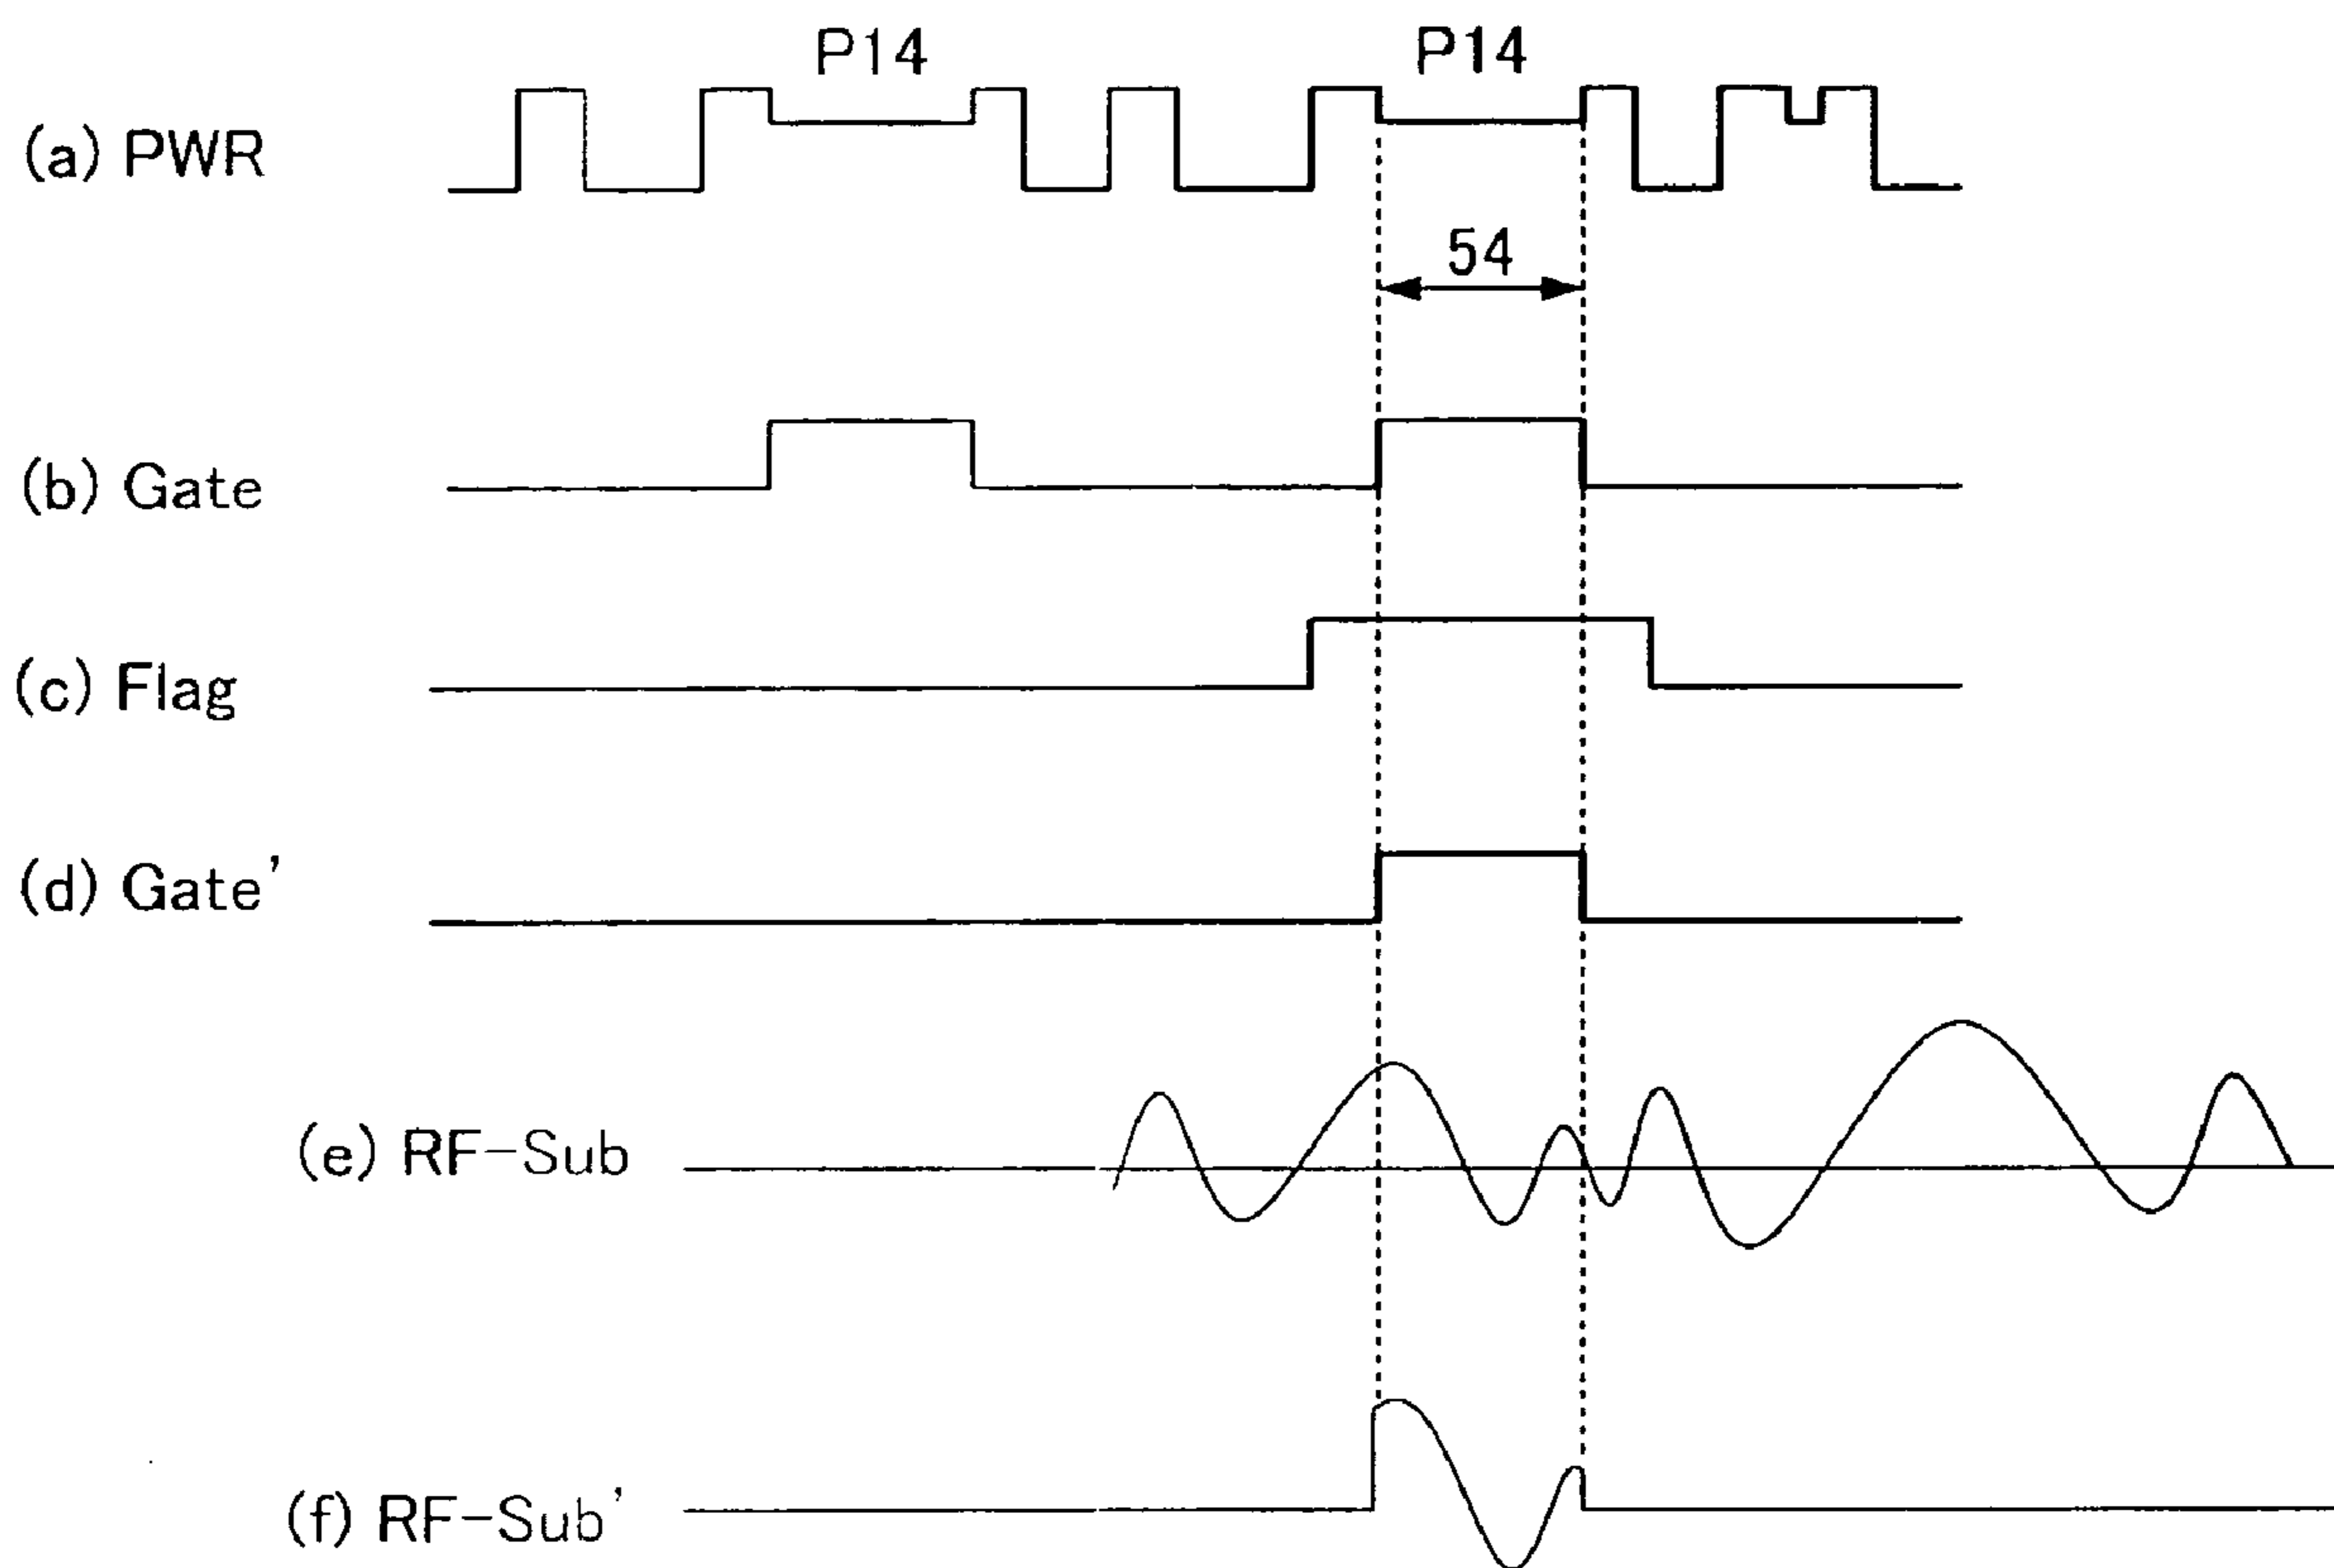 P14 P14
(a) PWR
54
(b) Gate
(c) Flag
(d) Gate'
(e) RF-Sub
(f) RF-Sub'